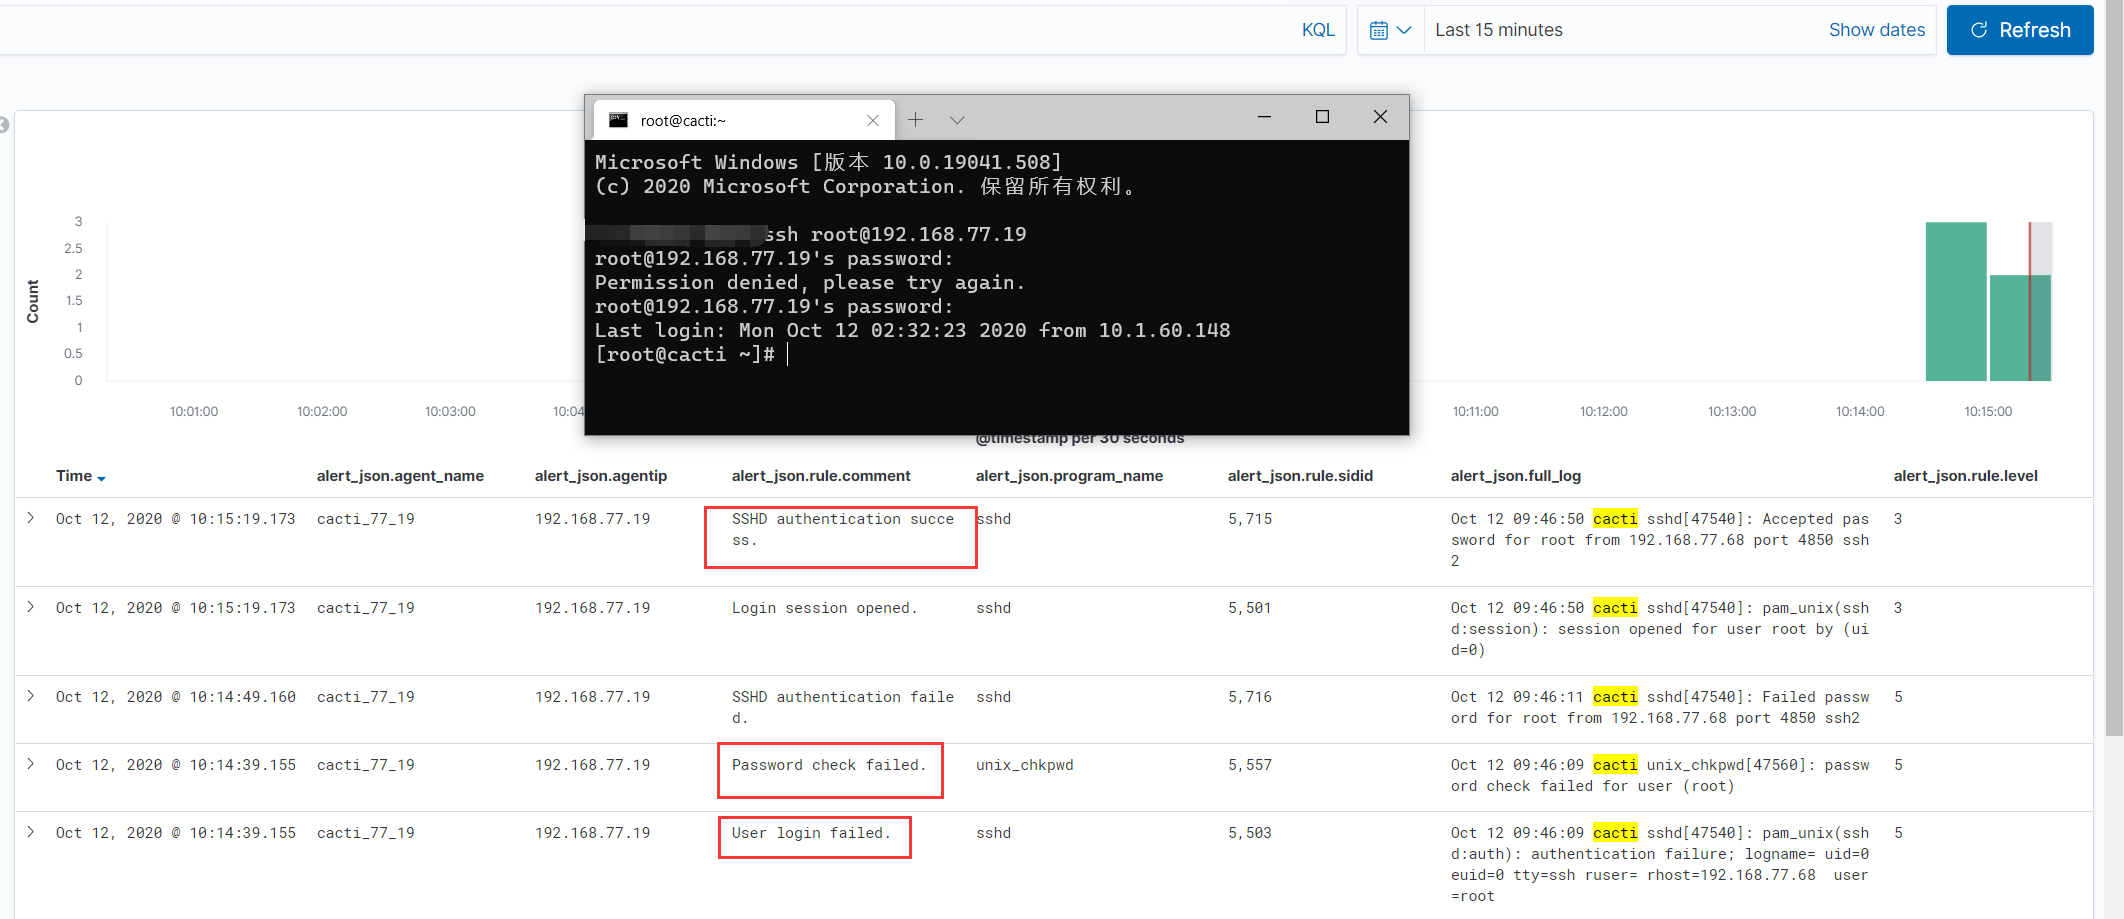 KQL
Last 15 minutes
Show dates
Refresh
root@cacti:~
Microsoft Windows [版本 10.0.19041.508]
(c) 2020 Microsoft Corporation. 保留所有权利。
ssh root@192.168.77.19
root@192.168.77.19's password:
Permission denied, please try again.
root@192.168.77.19's password:
Last login: Mon Oct 12 02:32:23 2020 from 10.1.60.148
[root@cacti ~]#
3
2.5
2
1.5
1
0.5
0
Count
10:01:00 10:02:00 10:03:00 10:04 10:11:00 10:12:00 10:13:00 10:14:00 10:15:00
@timestamp per 30 seconds
Time alert_json.agent_name alert_json.agentip alert_json.rule.comment alert_json.program_name alert_json.rule.sidid alert_json.full_log alert_json.rule.level
Oct 12, 2020 @ 10:15:19.173 cacti_77_19 192.168.77.19 SSHD authentication succe sshd 5,715 Oct 12 09:46:50 cacti sshd[47540]: Accepted pas 3
ss. sword for root from 192.168.77.68 port 4850 ssh
2
Oct 12, 2020 @ 10:15:19.173 cacti_77_19 192.168.77.19 Login session opened. sshd 5,501 Oct 12 09:46:50 cacti sshd[47540]: pam_unix(ssh 3
d:session): session opened for user root by (ui
d=0)
Oct 12, 2020 @ 10:14:49.160 cacti_77_19 192.168.77.19 SSHD authentication faile sshd 5,716 Oct 12 09:46:11 cacti sshd[47540]: Failed passw 5
d. ord for root from 192.168.77.68 port 4850 ssh2
Oct 12, 2020 @ 10:14:39.155 cacti_77_19 192.168.77.19 Password check failed. unix_chkpwd 5,557 Oct 12 09:46:09 cacti unix_chkpwd[47560]: passw 5
ord check failed for user (root)
Oct 12, 2020 @ 10:14:39.155 cacti_77_19 192.168.77.19 User login failed. sshd 5,503 Oct 12 09:46:09 cacti sshd[47540]: pam_unix(ssh 5
d:auth): authentication failure; logname= uid=0
euid=0 tty=ssh ruser= rhost=192.168.77.68 user
=root